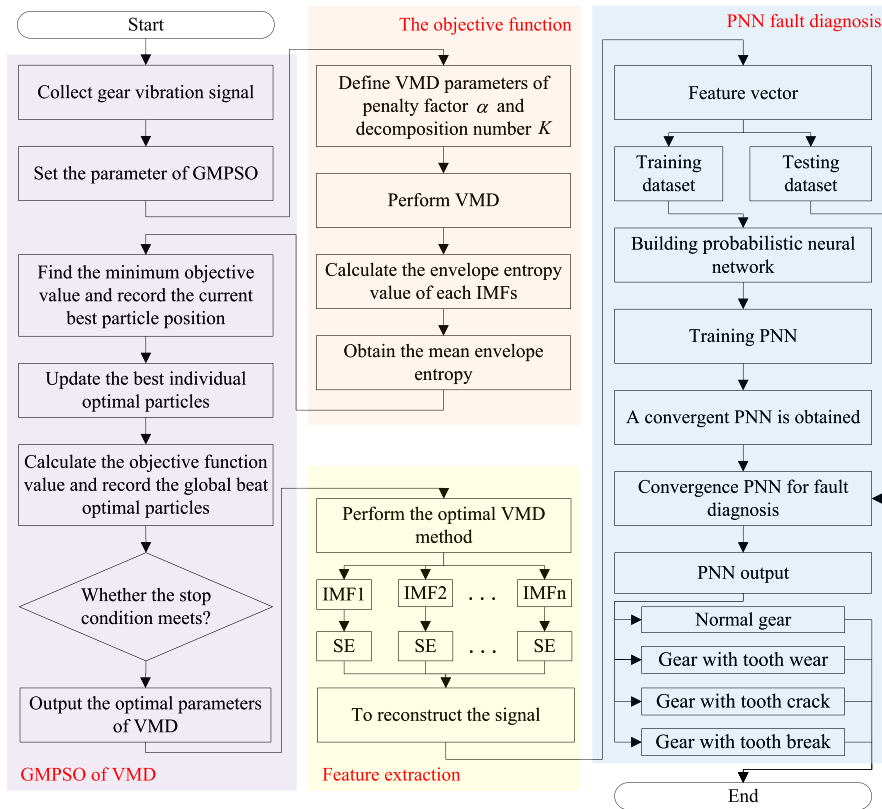 Start
Collect gear vibration signal
Set the parameter of GMPSO
Find the minimum objective
value and record the current
best particle position
Update the best individual
optimal particles
Calculate the objective function
value and record the global beat
optimal particles
Whether the stop
condition meets?
Output the optimal parameters
of VMD
GMPSO of VMD
The objective function
Define VMD parameters of
penalty factor α and
decomposition number K
Perform VMD
Calculate the envelope entropy
value of each IMFs
Obtain the mean envelope
entropy
Perform the optimal VMD
method
IMF1 IMF2 . . . IMFn
SE SE . . . SE
To reconstruct the signal
Feature extraction
PNN fault diagnosis
Feature vector
Training
dataset
Testing
dataset
Building probabilistic neural
network
Training PNN
A convergent PNN is obtained
Convergence PNN for fault
diagnosis
PNN output
Normal gear
Gear with tooth wear
Gear with tooth crack
Gear with tooth break
End